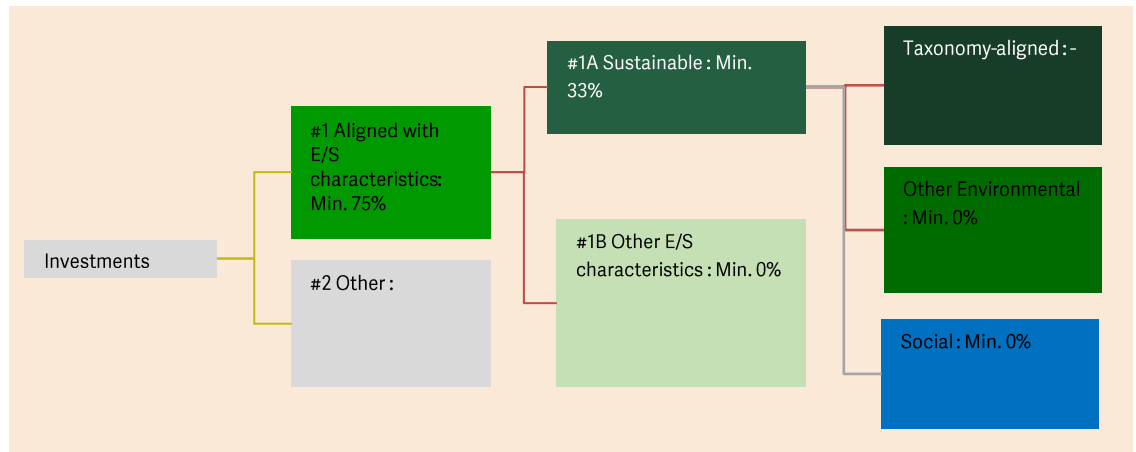 Investments
#1 Aligned with
E/S
characteristics:
Min. 75%
#2 Other :
#1A Sustainable : Min.
33%
#1B Other E/S
characteristics : Min. 0%
Taxonomy-aligned : -
Other Environmental
: Min. 0%
Social : Min. 0%